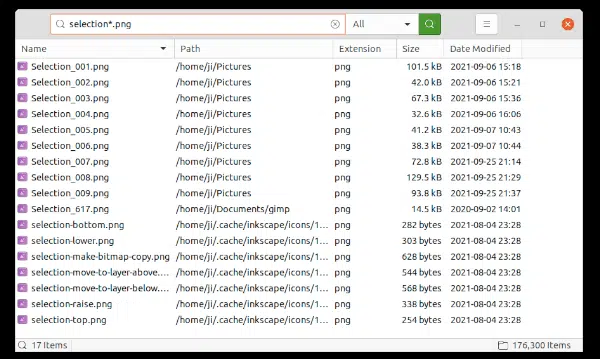 selection*.png All
Name Path Extension Size Date Modified
Selection_001.png /home/ji/Pictures png 101.5 kB 2021-09-06 15:18
Selection_002.png /home/ji/Pictures png 42.0 kB 2021-09-06 15:21
Selection_003.png /home/ji/Pictures png 67.3 kB 2021-09-06 15:36
Selection_004.png /home/ji/Pictures png 32.6 kB 2021-09-06 16:06
Selection_005.png /home/ji/Pictures png 41.2 kB 2021-09-07 10:43
Selection_006.png /home/ji/Pictures png 38.3 kB 2021-09-07 10:44
Selection_007.png /home/ji/Pictures png 72.8 kB 2021-09-25 21:14
Selection_008.png /home/ji/Pictures png 129.5 kB 2021-09-25 21:29
Selection_009.png /home/ji/Pictures png 93.8 kB 2021-09-25 21:37
Selection_617.png /home/ji/Documents/gimp png 14.5 kB 2020-09-02 14:01
selection-bottom.png /home/ji/.cache/inkscape/icons/1... png 282 bytes 2021-08-04 23:28
selection-lower.png /home/ji/.cache/inkscape/icons/1... png 303 bytes 2021-08-04 23:28
selection-make-bitmap-copy.png /home/ji/.cache/inkscape/icons/1... png 628 bytes 2021-08-04 23:28
selection-move-to-layer-above.... /home/ji/.cache/inkscape/icons/1... png 544 bytes 2021-08-04 23:28
selection-move-to-layer-below.... /home/ji/.cache/inkscape/icons/1... png 568 bytes 2021-08-04 23:28
selection-raise.png /home/ji/.cache/inkscape/icons/1... png 338 bytes 2021-08-04 23:28
selection-top.png /home/ji/.cache/inkscape/icons/1... png 254 bytes 2021-08-04 23:28
17 Items 176,300 Items